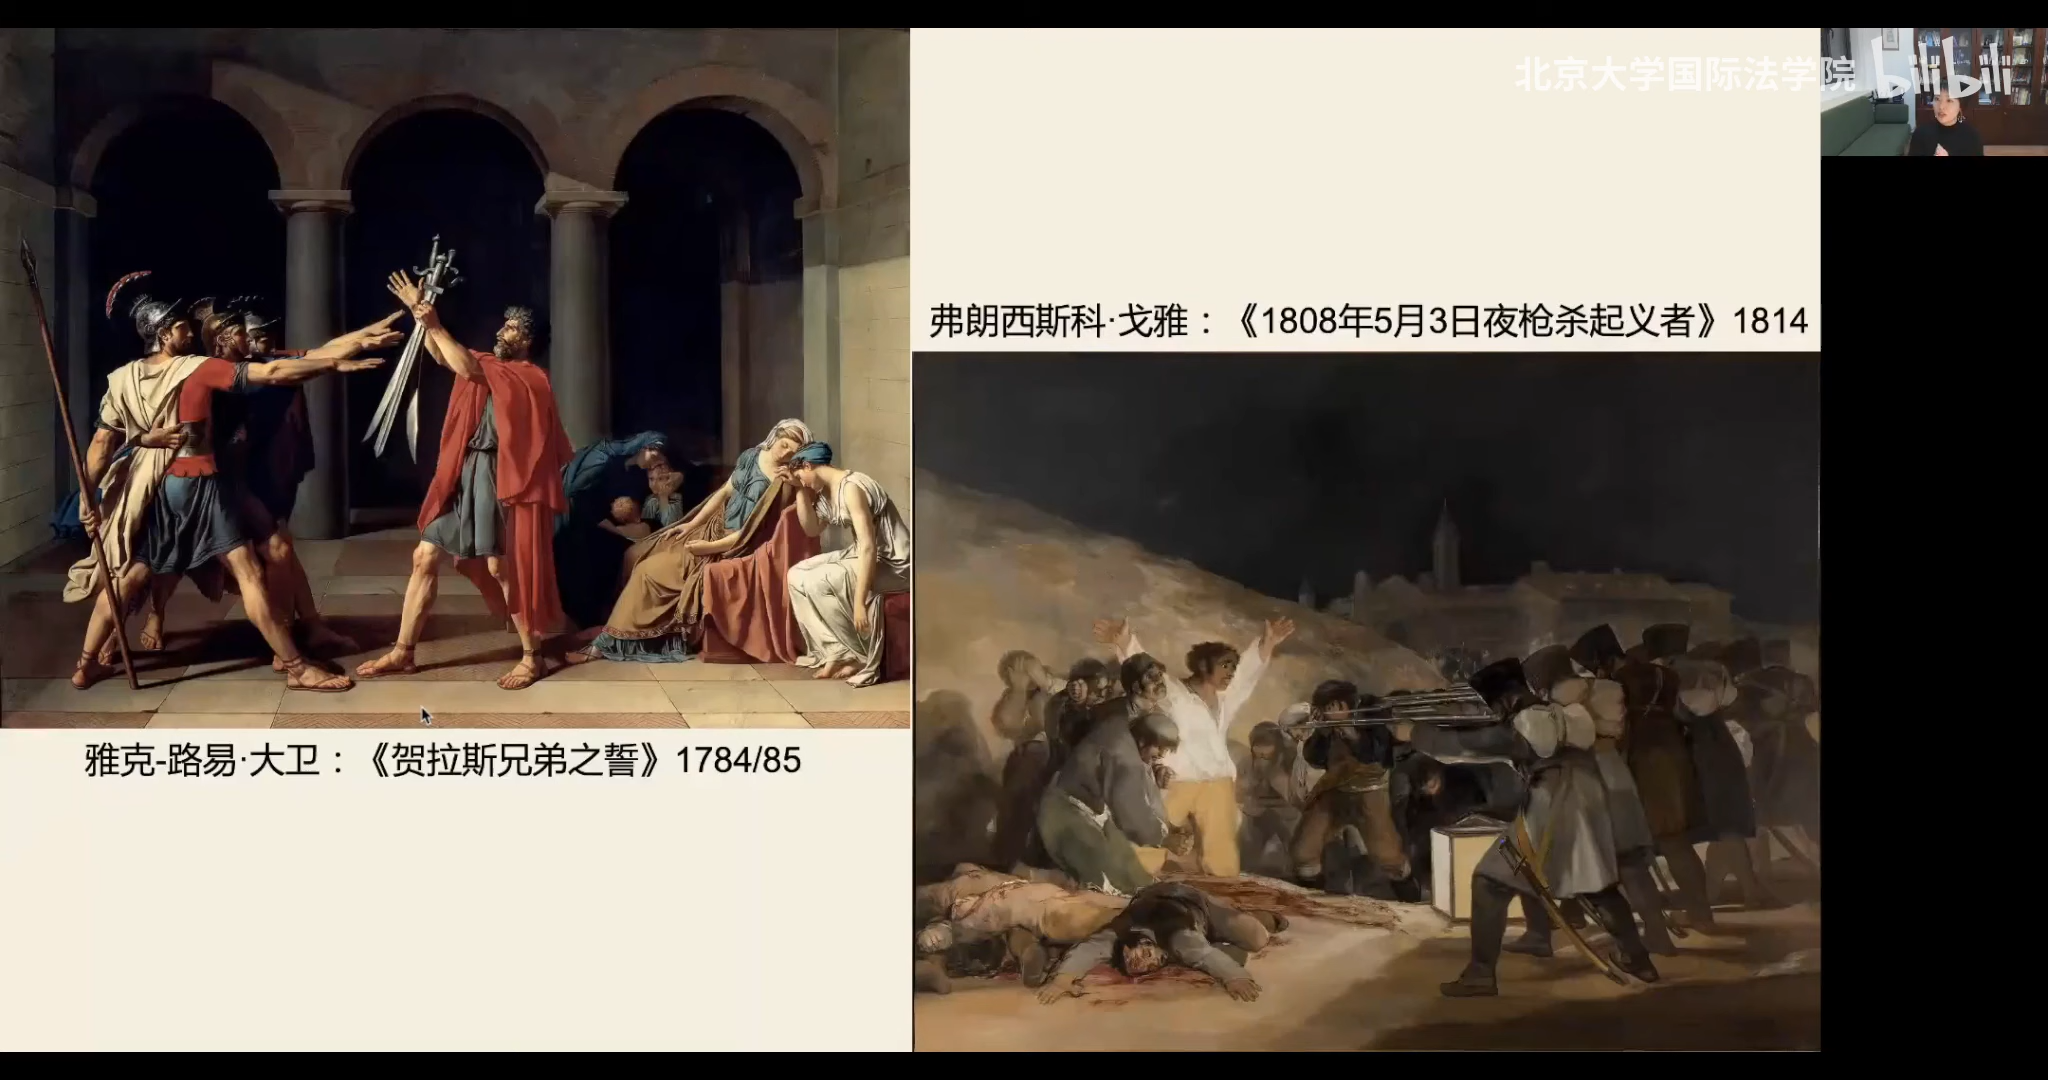 北京大学国际法学院 bilibili
弗朗西斯科·戈雅：《1808年5月3日夜枪杀起义者》1814
雅克-路易·大卫：《贺拉斯兄弟之誓》1784/85